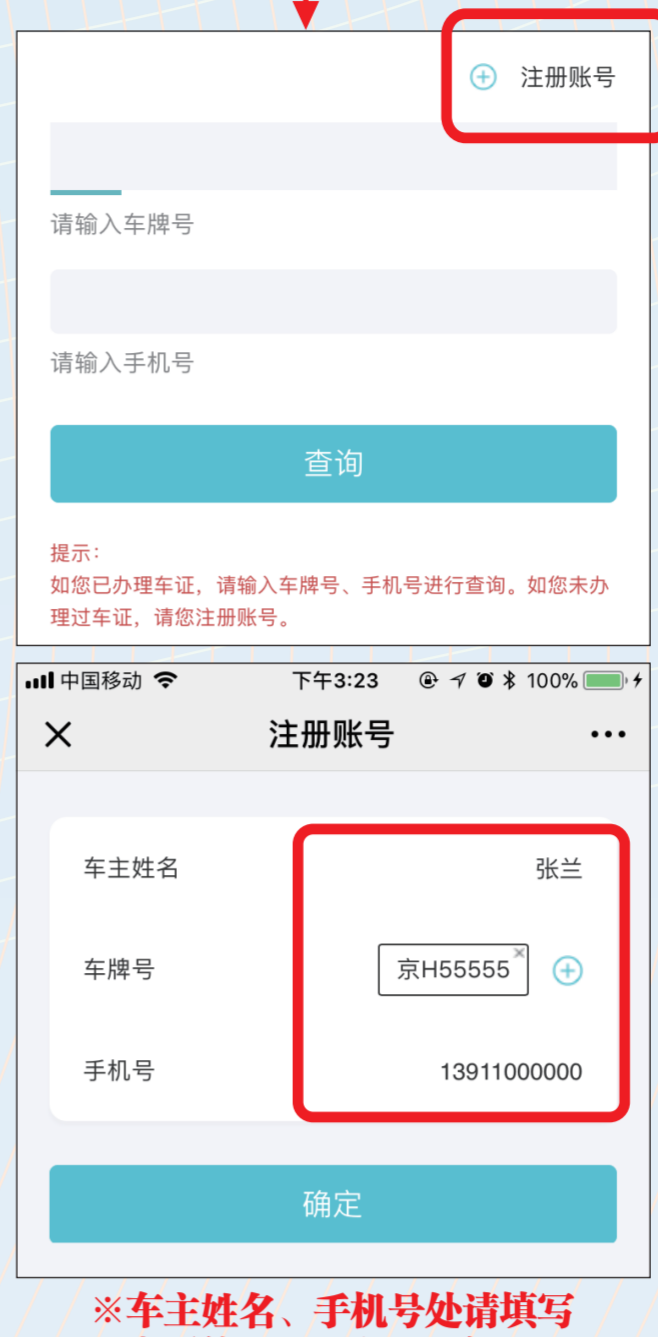 注册账号
请输入车牌号
请输入手机号
查询
提示：
如您已办理车证，请输入车牌号、手机号进行查询。如您未办
理过车证，请您注册账号。
中国移动 下午3:23 100%
注册账号
车主姓名 张兰
车牌号 京H55555
手机号 13911000000
确定
※车主姓名、手机号处请填写